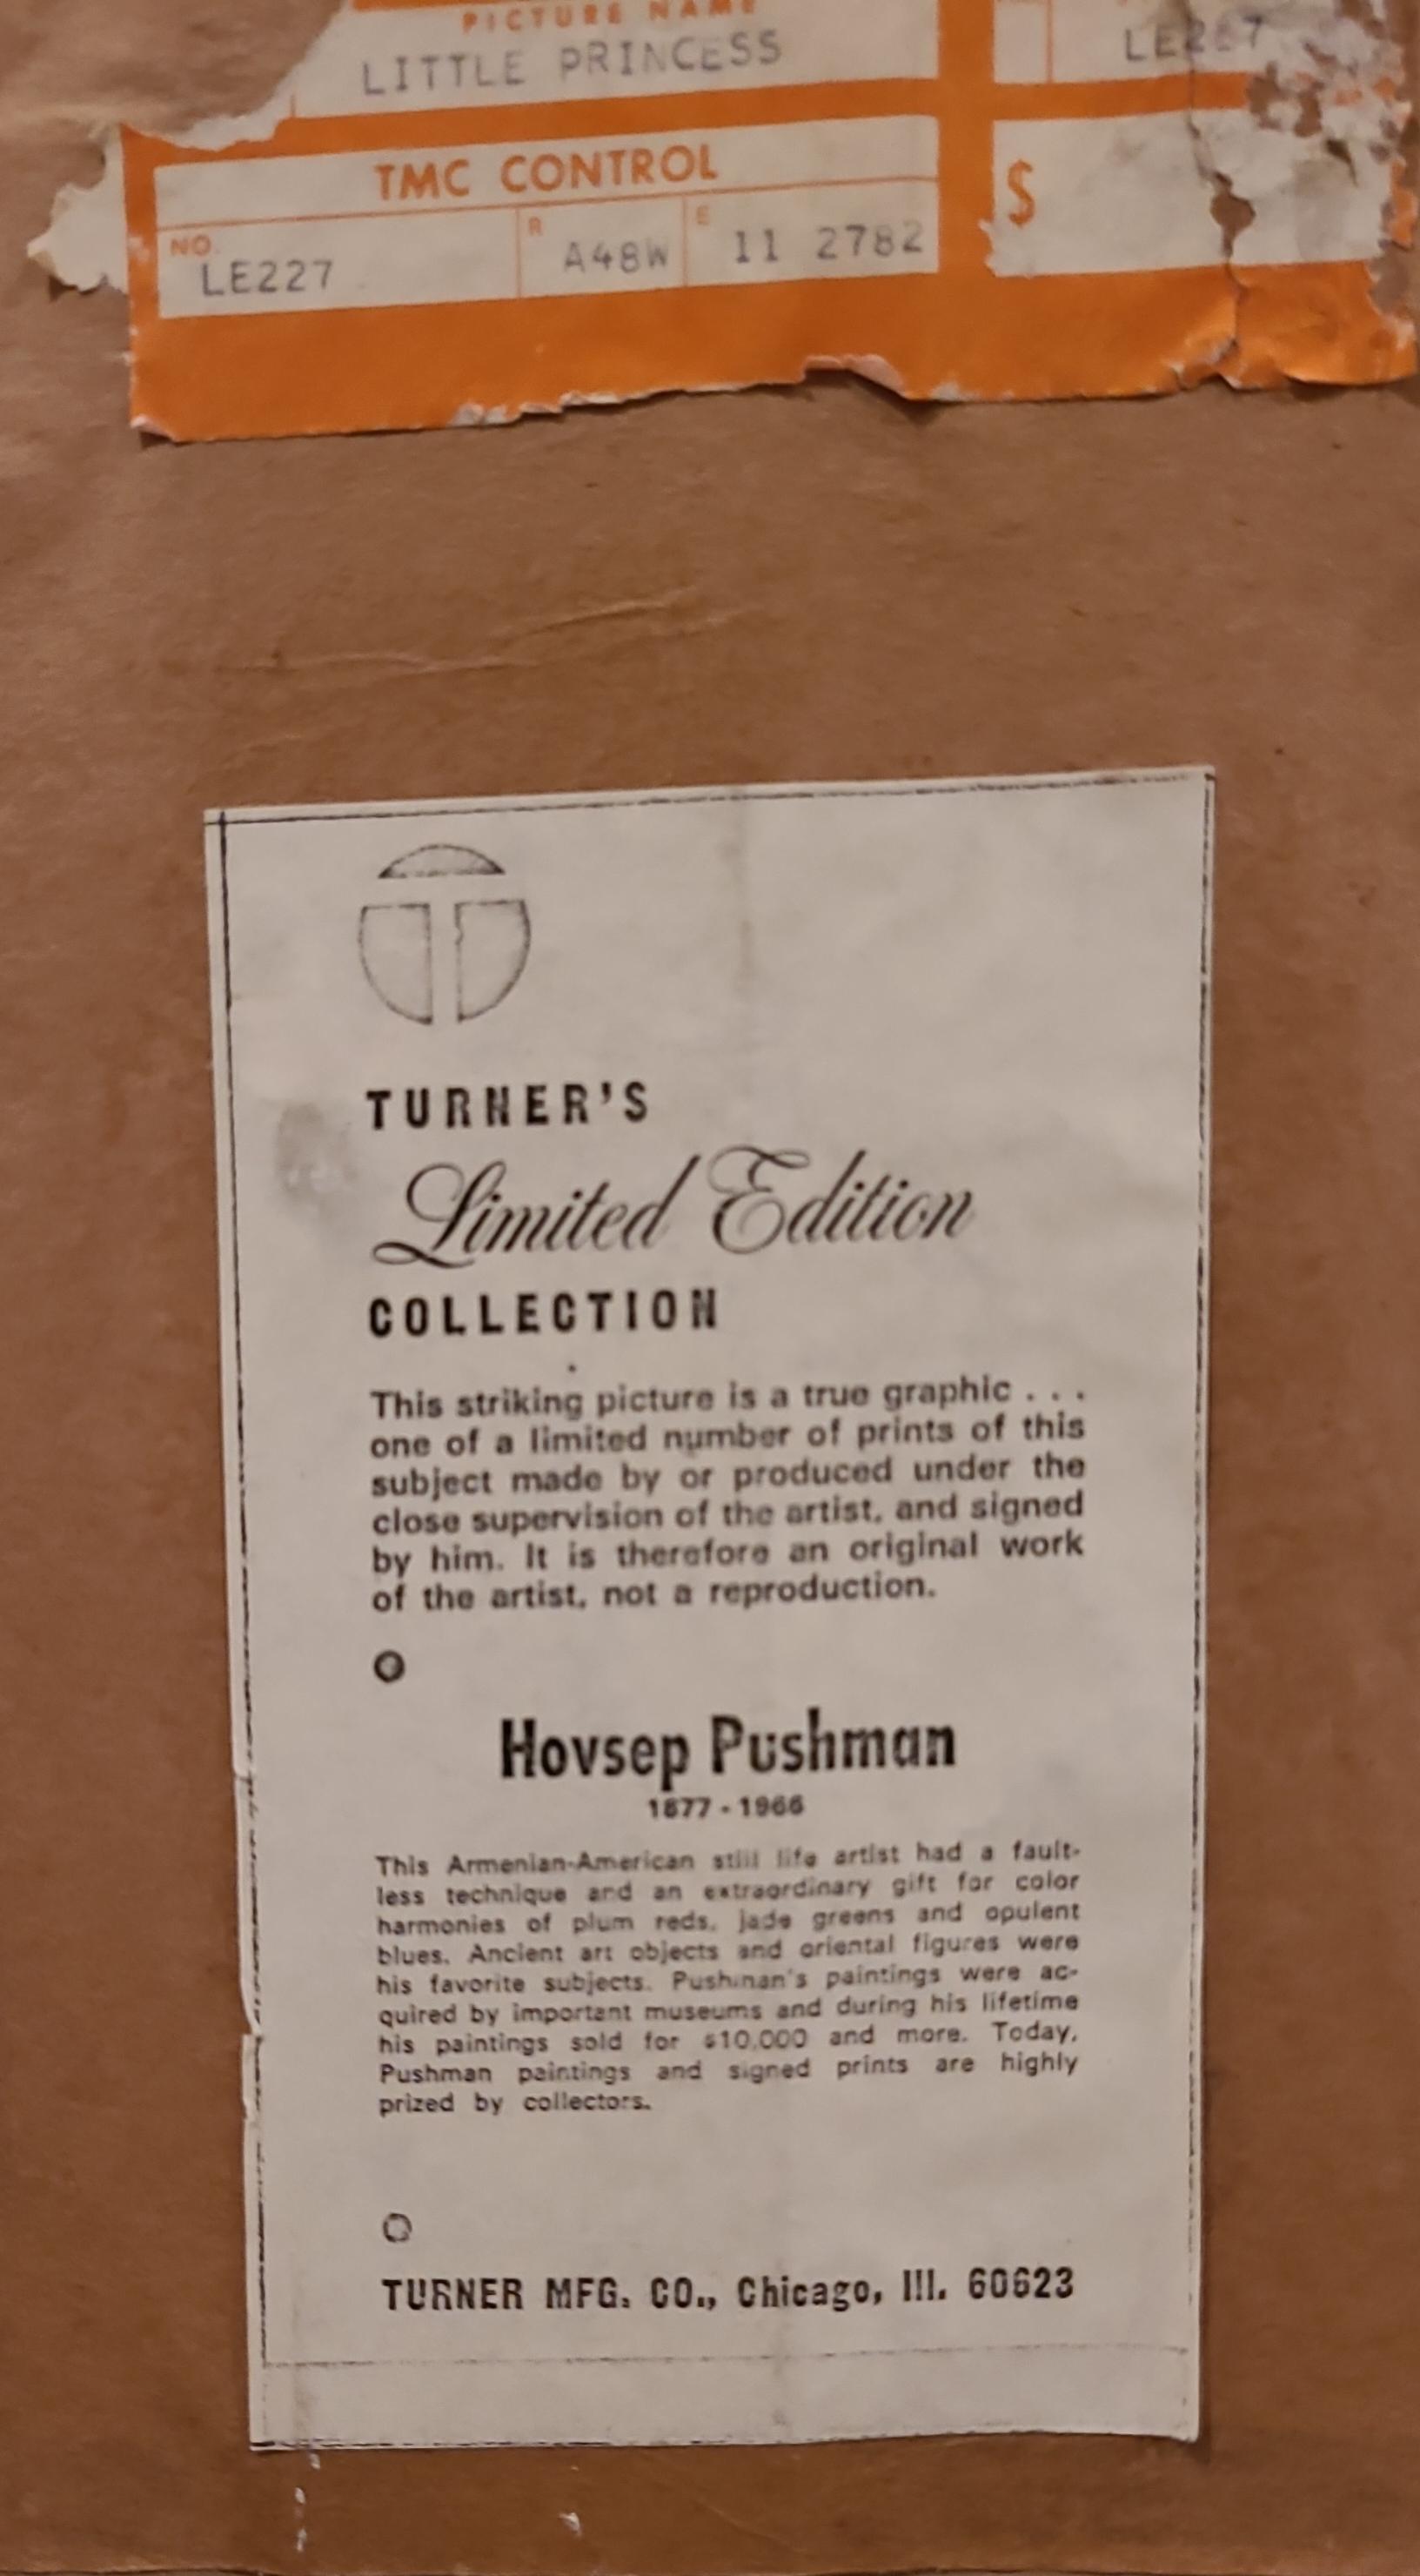 PICTURE NAME
LITTLE PRINCESS
TMC CONTROL
NO. R E
LE227 A48W 11 2782
$
TURNER'S
Limited Edition
COLLECTION
This striking picture is a true graphic . . .
one of a limited number of prints of this
subject made by or produced under the
close supervision of the artist, and signed
by him. It is therefore an original work
of the artist, not a reproduction.
Hovsep Pushman
1877 - 1966
This Armenian-American still life artist had a fault-
less technique and an extraordinary gift for color
harmonies of plum reds, jade greens and opulent
blues. Ancient art objects and oriental figures were
his favorite subjects. Pushman's paintings were ac-
quired by important museums and during his lifetime
his paintings sold for $10,000 and more. Today,
Pushman paintings and signed prints are highly
prized by collectors.
TURNER MFG. CO., Chicago, Ill. 60623